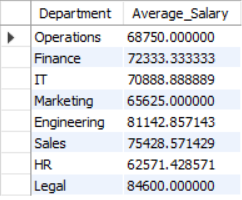 Department Average_Salary
Operations 68750.000000
Finance 72333.333333
IT 70888.888889
Marketing 65625.000000
Engineering 81142.857143
Sales 75428.571429
HR 62571.428571
Legal 84600.000000